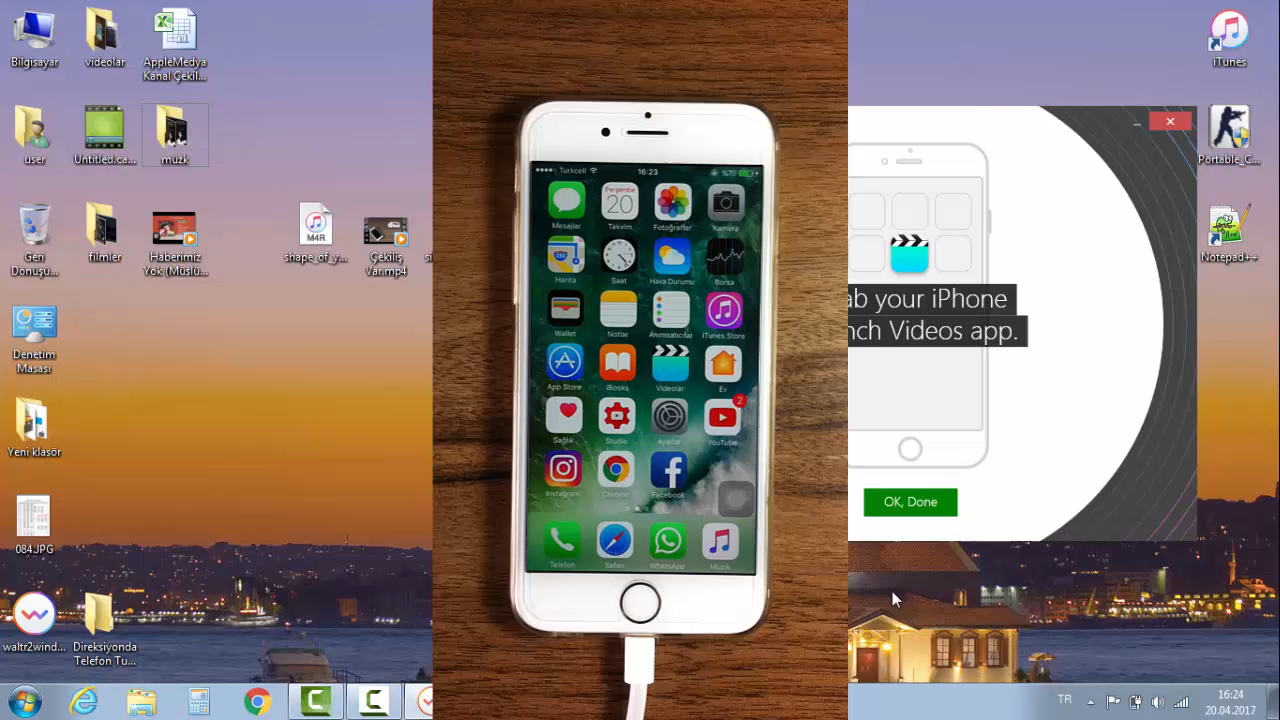 Bilgisayar
videolar
AppleMedya
Kanal Çekil...
user
Untitled.ca...
muzk
Geri
Dönüşü...
filmler
Haberimiz
Yok (Müslü...
M4R
shape_of_y...
Çekiliş
Var.mp4
Denetim
Masası
Yeni klasör
084.JPG
waltr2wind...
Direksiyonda
Telefon Tu...
Turkcell
16:23
%70
Mesajlar
Perşembe
20
Takvim
Fotoğraflar
Kamera
Harita
Saat
Hava Durumu
Borsa
Wallet
Notlar
Anımsatıcılar
iTunes Store
App Store
iBooks
Videolar
Ev
Sağlık
Studio
Ayarlar
2
YouTube
Instagram
Chrome
Facebook
Telefon
Safari
WhatsApp
Müzik
ab your iPhone
nch Videos app.
OK, Done
iTunes
Portable_C...
Notepad++
TR
16:24
20.04.2017